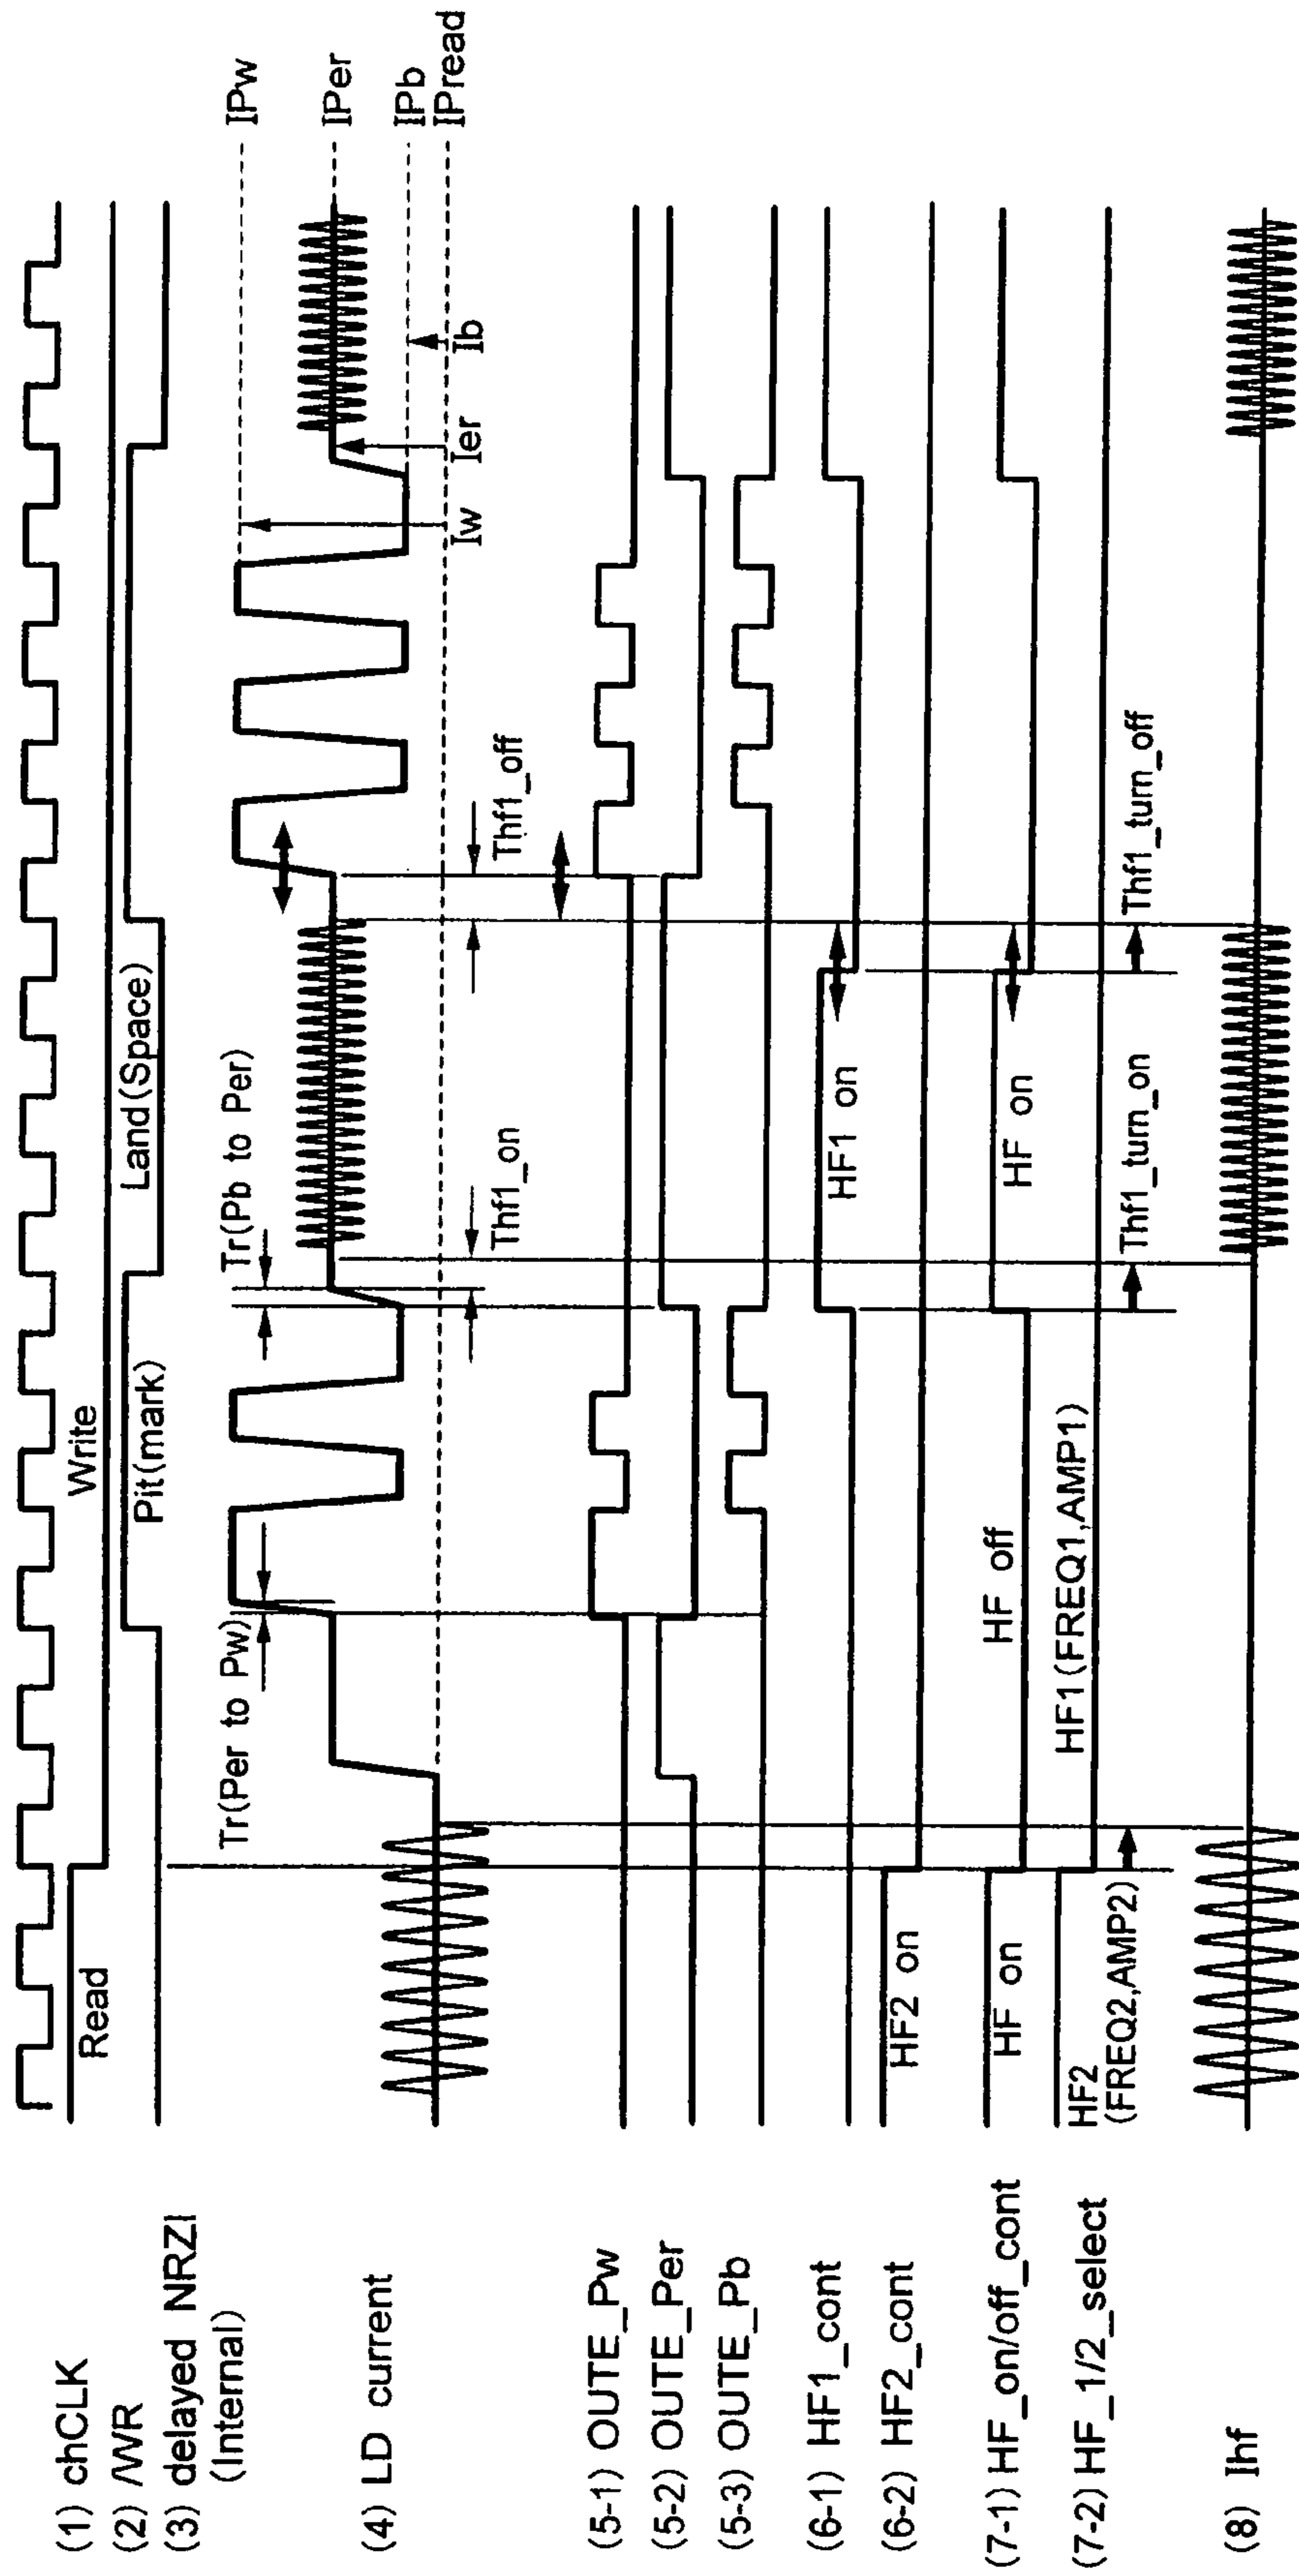 (1) chCLK
(2) /WR
Read
Write
(3) delayed NRZI
(Internal)
Pit(mark)
Land(Space)
(4) LD current
Tr(Per to Pw)
Tr(Pb to Per)
Thf1_on
Thf1_off
Iw
Ier
Ib
IPw
IPer
IPb
IPread
(5-1) OUTE_Pw
(5-2) OUTE_Per
(5-3) OUTE_Pb
(6-1) HF1_cont
HF1 on
(6-2) HF2_cont
HF2 on
(7-1) HF_on/off_cont
HF on
HF off
HF on
(7-2) HF_1/2_select
HF2
(FREQ2,AMP2)
HF1(FREQ1,AMP1)
Thf1_turn_on
Thf1_turn_off
(8) Ihf